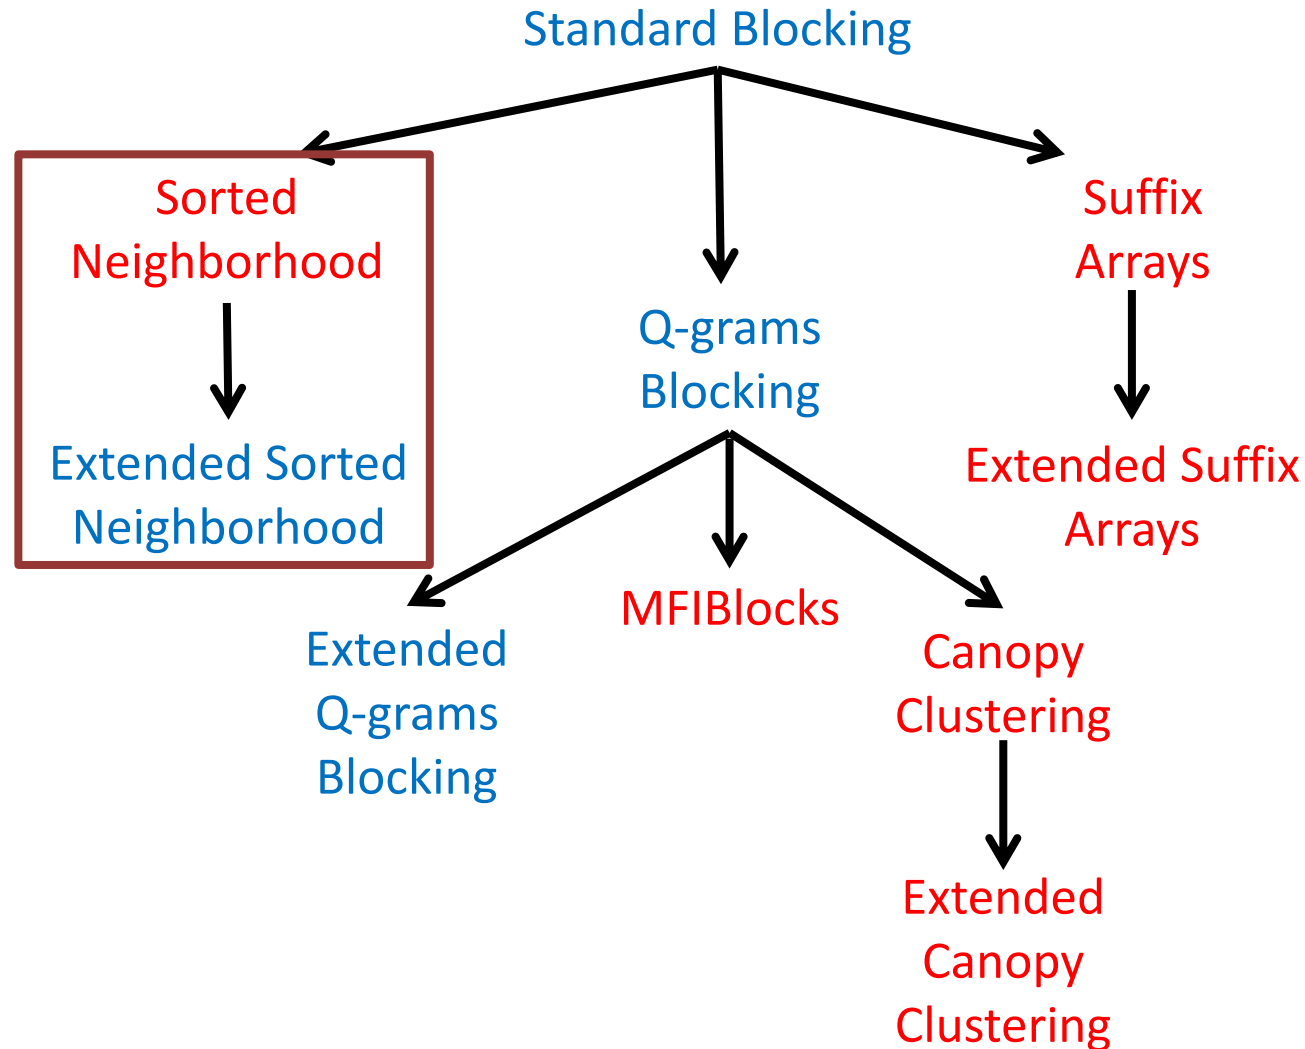 Standard Blocking
Sorted
Neighborhood
Suffix
Arrays
Q-grams
Blocking
Extended Sorted
Neighborhood
Extended Suffix
Arrays
MFIBlocks
Extended
Q-grams
Blocking
Canopy
Clustering
Extended
Canopy
Clustering